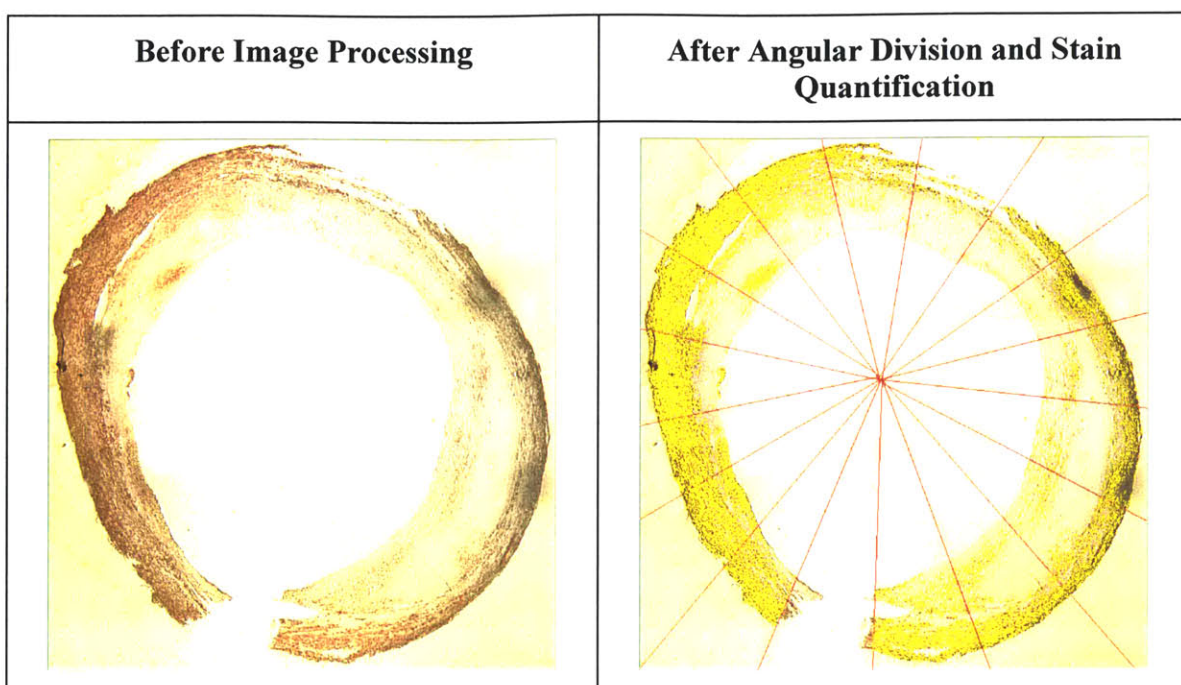 Before Image Processing
After Angular Division and Stain
Quantification